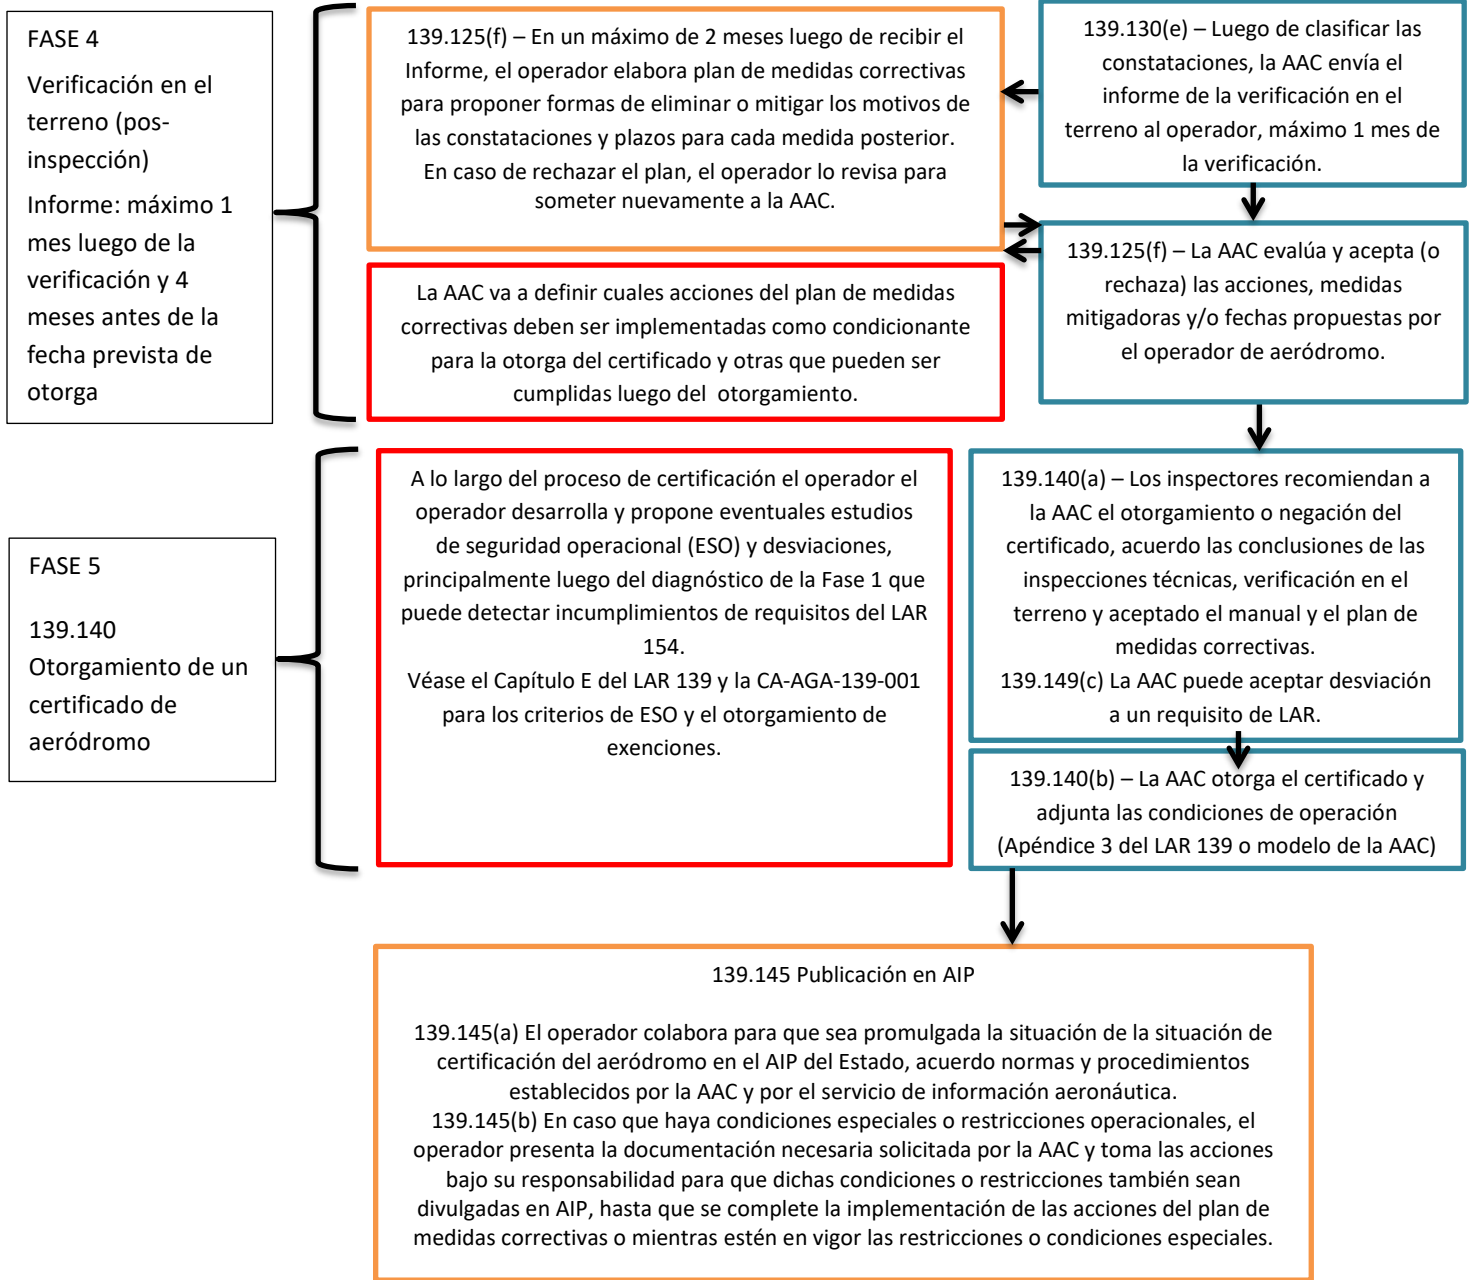 FASE 4
Verificación en el
terreno (pos-
inspección)
Informe: máximo 1
mes luego de la
verificación y 4
meses antes de la
fecha prevista de
otorga
139.125(f) – En un máximo de 2 meses luego de recibir el
Informe, el operador elabora plan de medidas correctivas
para proponer formas de eliminar o mitigar los motivos de
las constataciones y plazos para cada medida posterior.
En caso de rechazar el plan, el operador lo revisa para
someter nuevamente a la AAC.
139.130(e) – Luego de clasificar las
constataciones, la AAC envía el
informe de la verificación en el
terreno al operador, máximo 1 mes de
la verificación.
139.125(f) – La AAC evalúa y acepta (o
rechaza) las acciones, medidas
mitigadoras y/o fechas propuestas por
el operador de aeródromo.
La AAC va a definir cuales acciones del plan de medidas
correctivas deben ser implementadas como condicionante
para la otorga del certificado y otras que pueden ser
cumplidas luego del otorgamiento.
FASE 5
139.140
Otorgamiento de un
certificado de
aeródromo
A lo largo del proceso de certificación el operador el
operador desarrolla y propone eventuales estudios
de seguridad operacional (ESO) y desviaciones,
principalmente luego del diagnóstico de la Fase 1 que
puede detectar incumplimientos de requisitos del LAR
154.
Véase el Capítulo E del LAR 139 y la CA-AGA-139-001
para los criterios de ESO y el otorgamiento de
exenciones.
139.140(a) – Los inspectores recomiendan a
la AAC el otorgamiento o negación del
certificado, acuerdo las conclusiones de las
inspecciones técnicas, verificación en el
terreno y aceptado el manual y el plan de
medidas correctivas.
139.149(c) La AAC puede aceptar desviación
a un requisito de LAR.
139.140(b) – La AAC otorga el certificado y
adjunta las condiciones de operación
(Apéndice 3 del LAR 139 o modelo de la AAC)
139.145 Publicación en AIP
139.145(a) El operador colabora para que sea promulgada la situación de la situación de
certificación del aeródromo en el AIP del Estado, acuerdo normas y procedimientos
establecidos por la AAC y por el servicio de información aeronáutica.
139.145(b) En caso que haya condiciones especiales o restricciones operacionales, el
operador presenta la documentación necesaria solicitada por la AAC y toma las acciones
bajo su responsabilidad para que dichas condiciones o restricciones también sean
divulgadas en AIP, hasta que se complete la implementación de las acciones del plan de
medidas correctivas o mientras estén en vigor las restricciones o condiciones especiales.